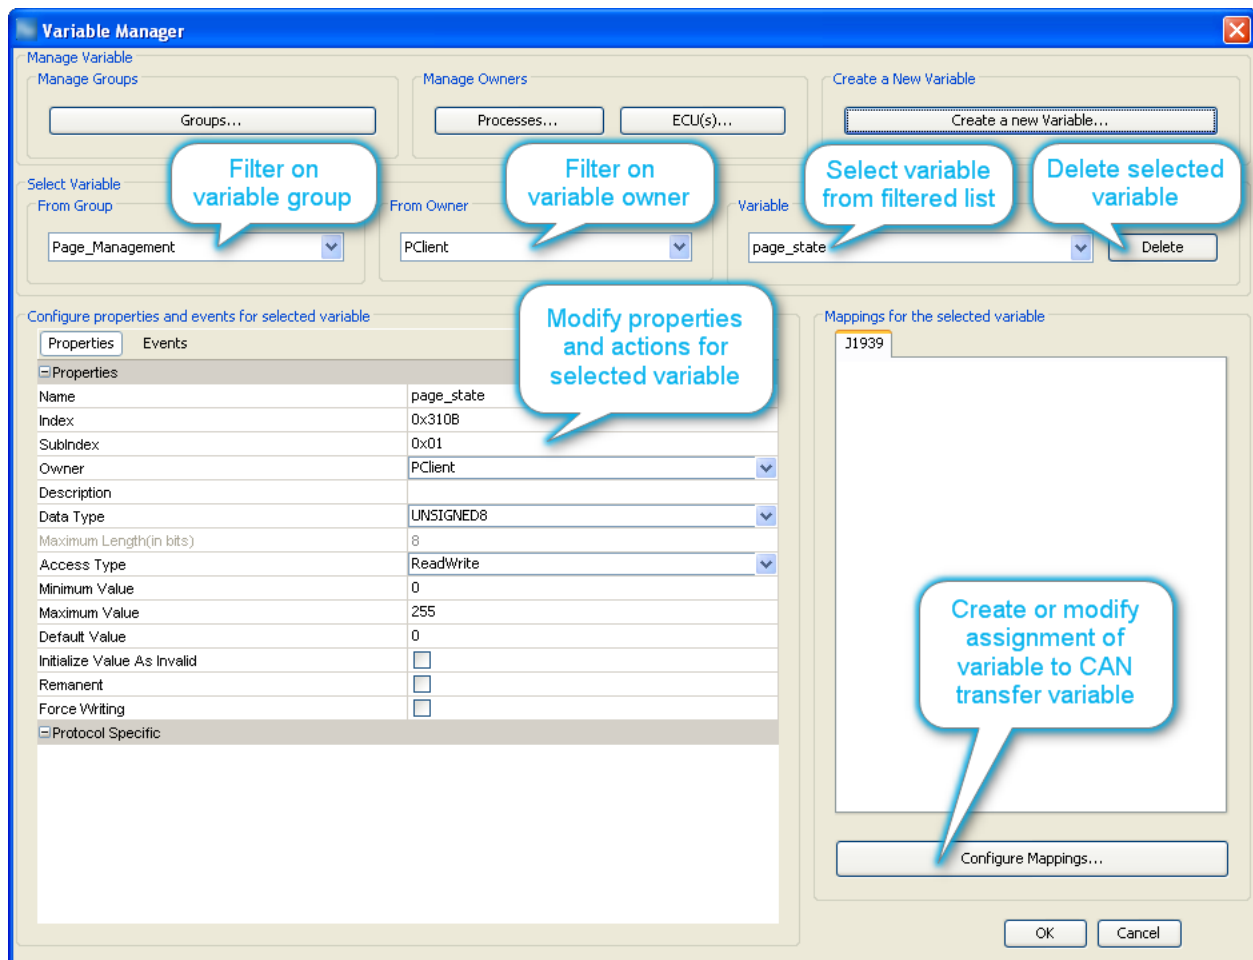 Variable Manager
Manage Variable
Manage Groups
Manage Owners
Create a New Variable
Groups...
Processes...
ECU(s)...
Create a new Variable...
Filter on
variable group
Filter on
variable owner
Select variable
from filtered list
Delete selected
variable
Select Variable
From Group
From Owner
Variable
Page_Management
PClient
page_state
Delete
Configure properties and events for selected variable
Modify properties
and actions for
selected variable
Mappings for the selected variable
Properties
Events
J1939
Properties
Name
page_state
Index
0x310B
SubIndex
0x01
Owner
PClient
Description
Data Type
UNSIGNED8
Maximum Length(in bits)
8
Access Type
ReadWrite
Minimum Value
0
Maximum Value
255
Default Value
0
Initialize Value As Invalid
Remanent
Force Writing
Protocol Specific
Create or modify
assignment of
variable to CAN
transfer variable
Configure Mappings...
OK
Cancel